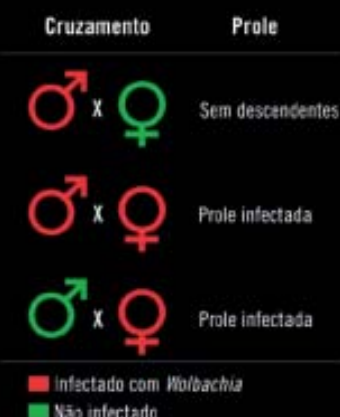 Cruzamento Prole
X Sem descendentes
X Prole infectada
X Prole infectada
Infectado com Wolbachia
Não infectado